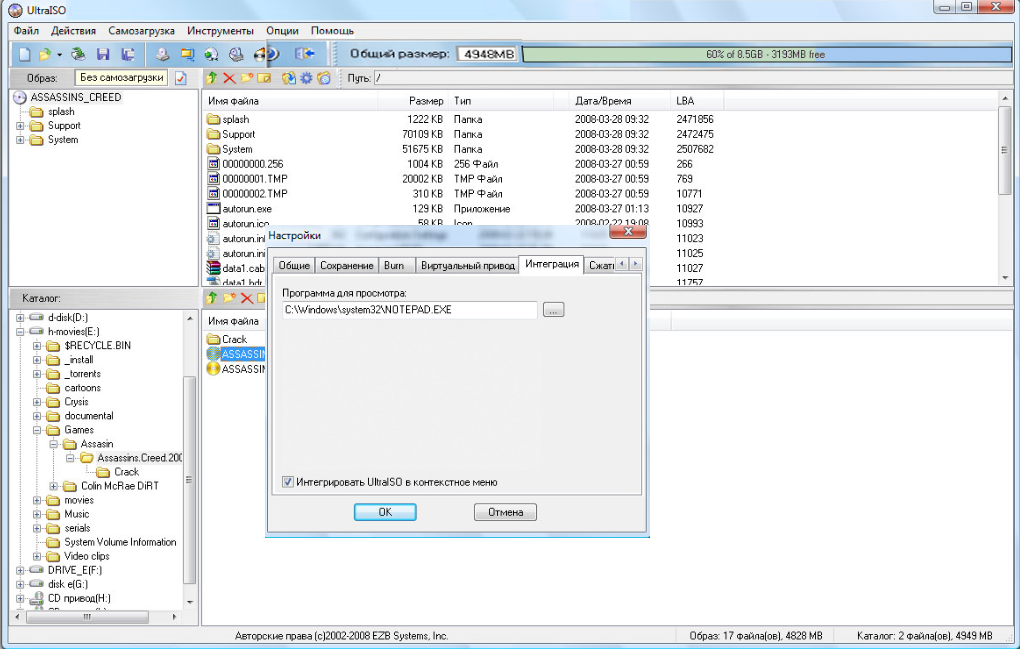 UltraISO
Файл Действия Самозагрузка Инструменты Опции Помощь
Общий размер: 4948MB 60% of 8.5GB - 3193MB free
Образ: Без самозагрузки Путь: /
ASSASSINS_CREED
splash
Support
System
Имя файла Размер Тип Дата/Время LBA
splash 1222 KB Папка 2008-03-28 09:32 2471856
Support 70109 KB Папка 2008-03-28 09:32 2472475
System 51675 KB Папка 2008-03-28 09:32 2507682
00000000.256 1004 KB 256 Файл 2008-03-27 00:59 266
00000001.TMP 20002 KB TMP Файл 2008-03-27 00:59 769
00000002.TMP 310 KB TMP Файл 2008-03-27 00:59 10771
autorun.exe 129 KB Приложение 2008-03-27 01:13 10927
autorun.ico 58 KB Icon 2008-02-22 19:08 10993
autorun.inf 11023
autorun.ini 11025
data1.cab 11027
data1.hdr 11757
Настройки
Общие Сохранение Burn Виртуальный привод Интеграция Сжати
Программа для просмотра:
C:\Windows\system32\NOTEPAD.EXE ...
Интегрировать UltraISO в контекстное меню
OK Отмена
Каталог:
d-disk(D:)
h-movies(E:)
$RECYCLE.BIN
_install
_torrents
cartoons
Crysis
documental
Games
Assasin
Assassins.Creed.200
Crack
Colin McRae DiRT
movies
Music
serials
System Volume Information
Video clips
DRIVE_E(F:)
disk e(G:)
CD привод(H:)
Имя файла
Crack
ASSASSIN
ASSASSIN
Авторские права (c)2002-2008 EZB Systems, Inc. Образ: 17 файла(ов), 4828 MB Каталог: 2 файла(ов), 4949 MB